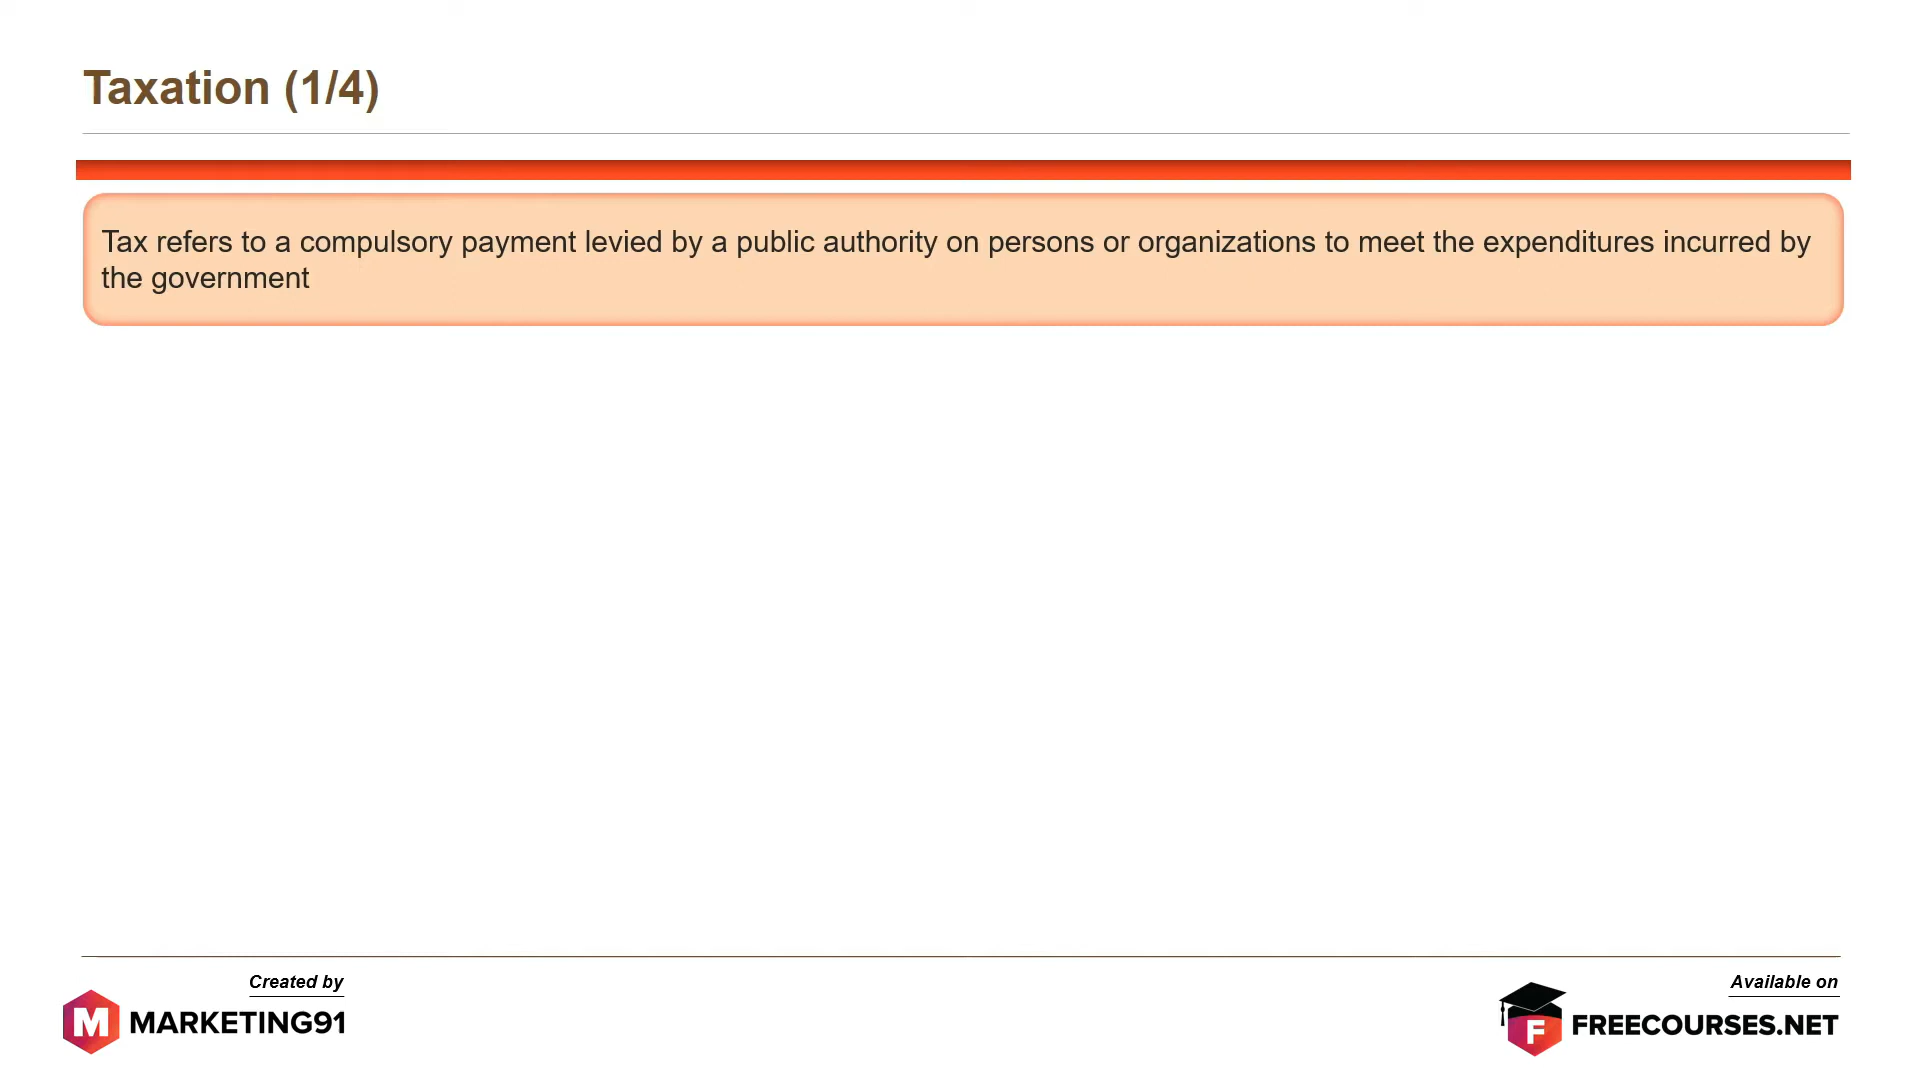 Taxation (1/4)
Tax refers to a compulsory payment levied by a public authority on persons or organizations to meet the expenditures incurred by
the government
Created by
M MARKETING91
Available on
F FREECOURSES.NET